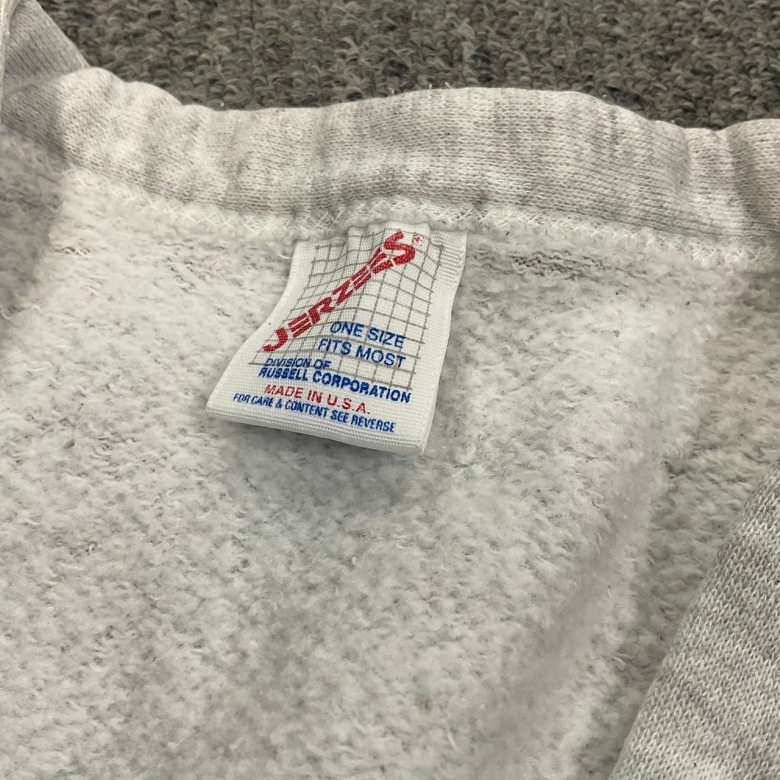 JERZEES®
ONE SIZE
FITS MOST
DIVISION OF
RUSSELL CORPORATION
MADE IN U.S.A.
FOR CARE & CONTENT SEE REVERSE